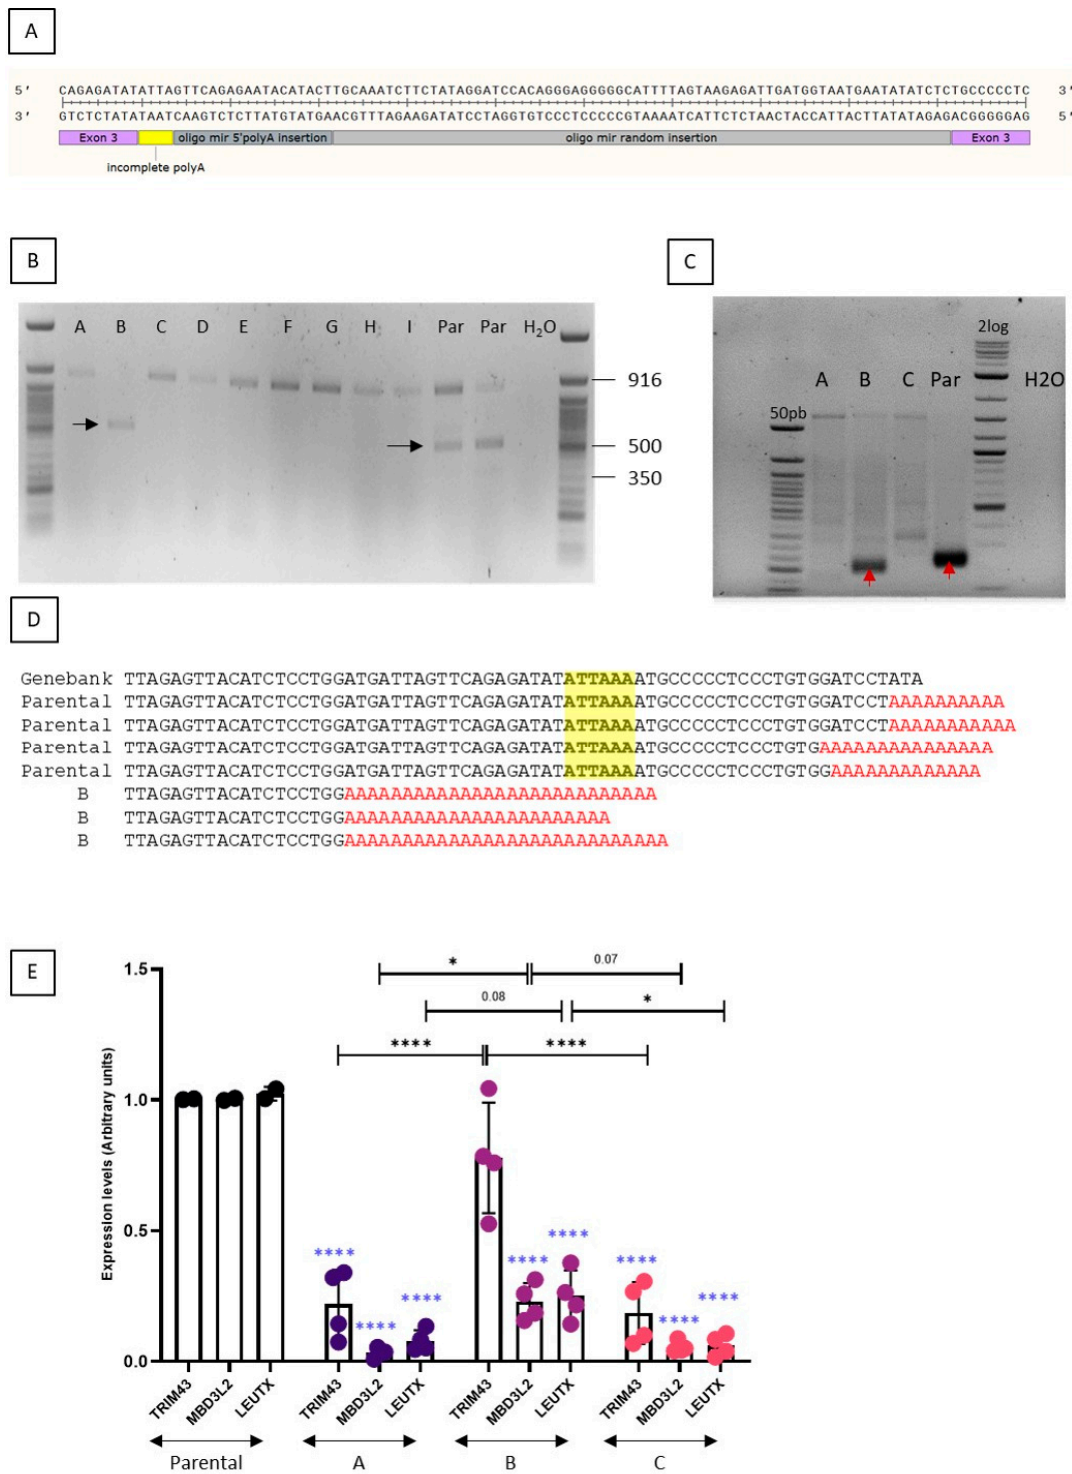 A
5' CAGAGATATATTAGTTCAGAGAATACATACTTGCAAATCTTCTATAGGATCCACAGGGAGGGGGCATTTTAGTAAGAGATTGATGGTAATGAATATATCTCTGCCCCCTC 3'
3' GTCTCTATATAATCAAGTCTCTTATGTATGAACGTTTAGAAGATATCCTAGGTGTCCCTCCCCCGTAAAATCATTCTCTAACTACCATTACTTATATAGAGACGGGGGAG 5'
Exon 3 oligo mir 5'polyA insertion oligo mir random insertion Exon 3
incomplete polyA
B
A B C D E F G H I Par Par H2O
916
500
350
C
2log
A B C Par H2O
50pb
D
Genebank TTAGAGTTACATCTCCTGGATGATTAGTTCAGAGATATATTAAAATGCCCCCTCCCTGTGGATCCTATA
Parental TTAGAGTTACATCTCCTGGATGATTAGTTCAGAGATATATTAAAATGCCCCCTCCCTGTGGATCCTAAAAAAAAAA
Parental TTAGAGTTACATCTCCTGGATGATTAGTTCAGAGATATATTAAAATGCCCCCTCCCTGTGGATCCTAAAAAAAAAAA
Parental TTAGAGTTACATCTCCTGGATGATTAGTTCAGAGATATATTAAAATGCCCCCTCCCTGTGAAAAAAAAAAAAAAA
Parental TTAGAGTTACATCTCCTGGATGATTAGTTCAGAGATATATTAAAATGCCCCCTCCCTGTGGAAAAAAAAAAAAA
B TTAGAGTTACATCTCCTGGAAAAAAAAAAAAAAAAAAAAAAAAAAA
B TTAGAGTTACATCTCCTGGAAAAAAAAAAAAAAAAAAAAAAA
B TTAGAGTTACATCTCCTGGAAAAAAAAAAAAAAAAAAAAAAAAAAAA
E
Expression levels (Arbitrary units)
1.5
1.0
0.5
0.0
* 0.07
0.08 *
**** ****
**** **** **** **** **** **** **** ****
TRIM43 MBD3L2 LEUTX TRIM43 MBD3L2 LEUTX TRIM43 MBD3L2 LEUTX TRIM43 MBD3L2 LEUTX
Parental A B C